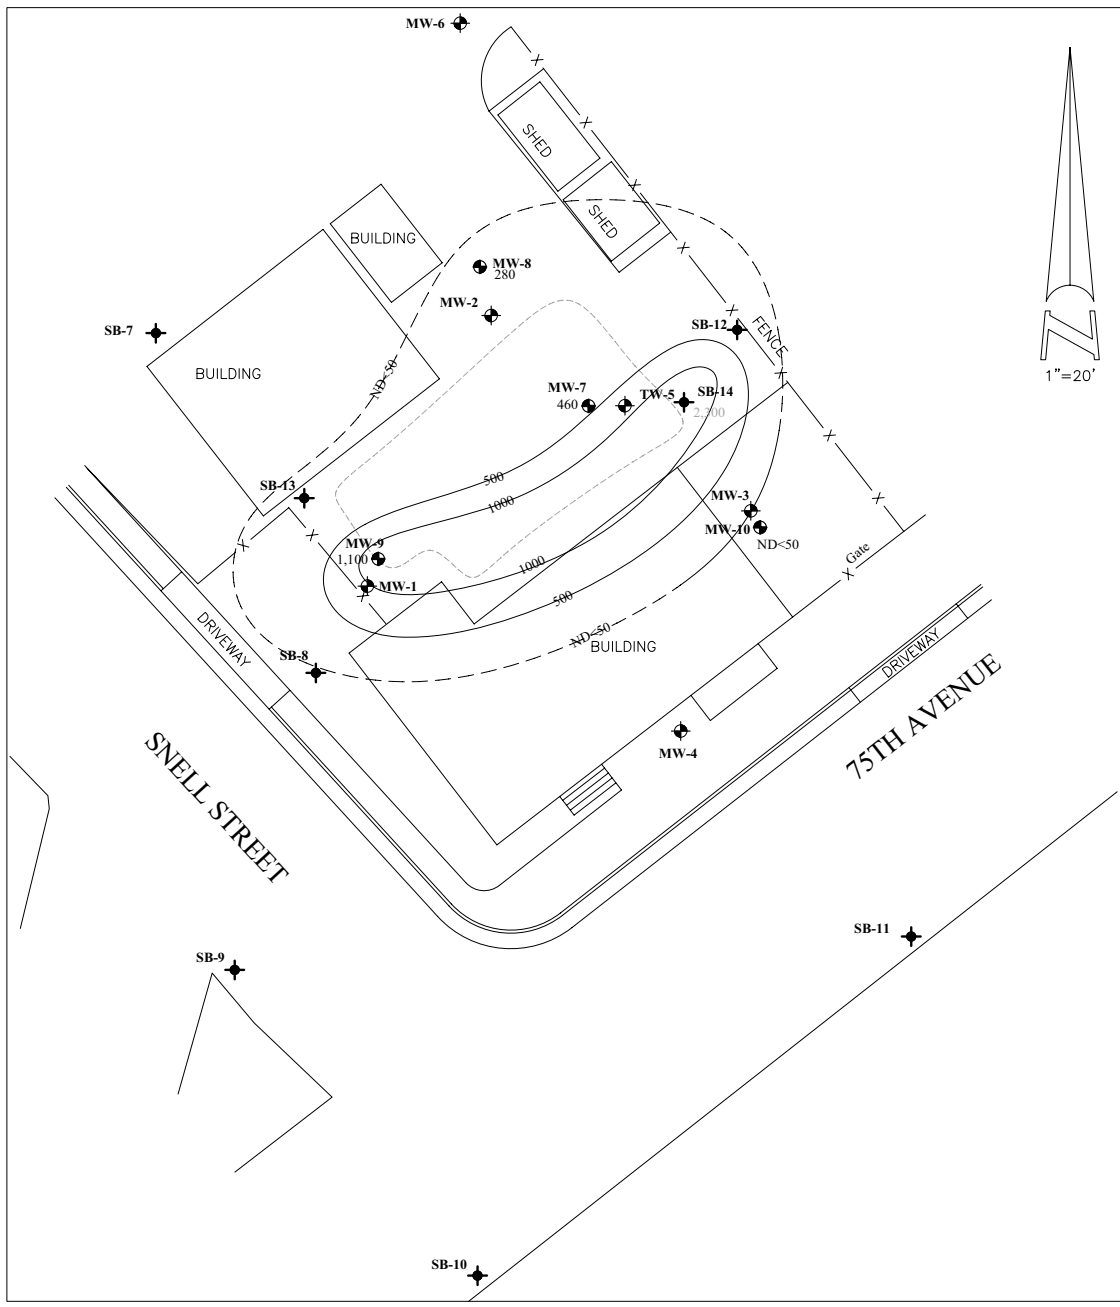 MW-6
SHED
SHED
BUILDING
MW-8
280
MW-2
SB-7
SB-12
FENCE
BUILDING
ND<50
1"=20'
MW-7
460
TW-5
SB-14
2,200
500
1000
SB-13
MW-3
MW-10
ND<50
MW-9
1,100
MW-1
Gate
1000
500
ND<50
BUILDING
DRIVEWAY
SB-8
DRIVEWAY
75TH AVENUE
MW-4
SNELL STREET
SB-11
SB-9
SB-10